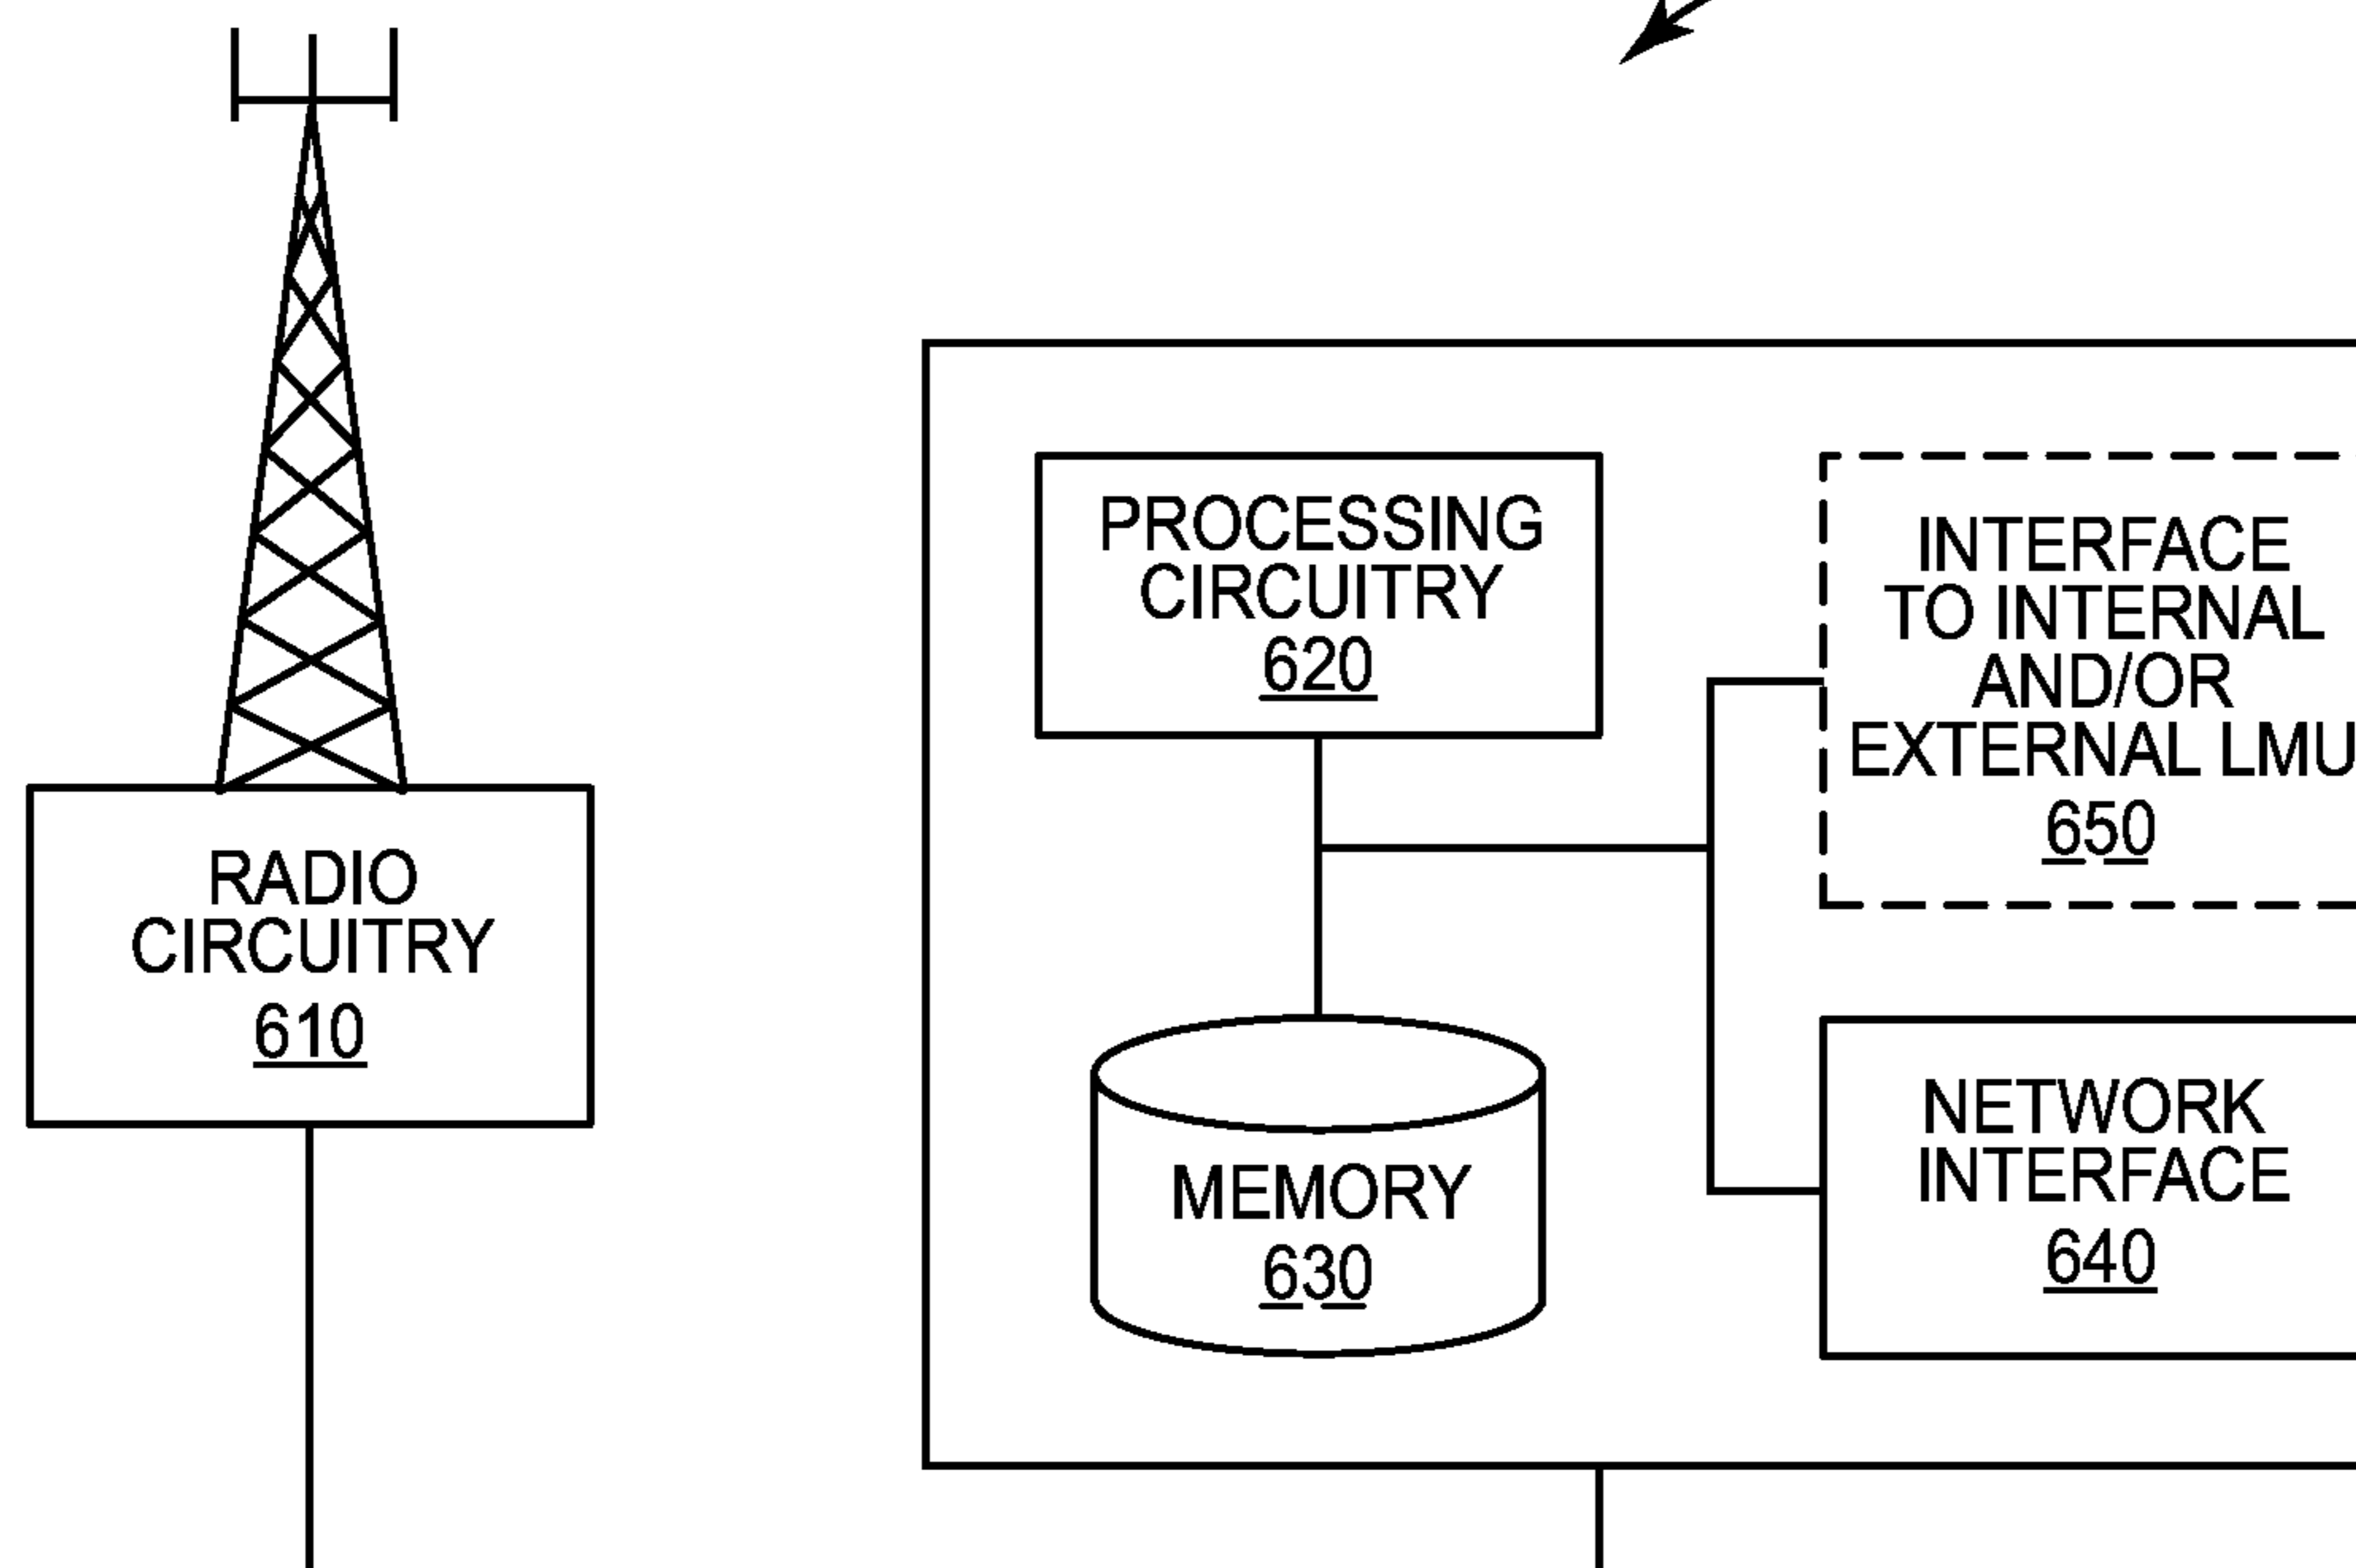 RADIO
CIRCUITRY
610
PROCESSING
CIRCUITRY
620
MEMORY
630
INTERFACE
TO INTERNAL
AND/OR
EXTERNAL LMU
650
NETWORK
INTERFACE
640